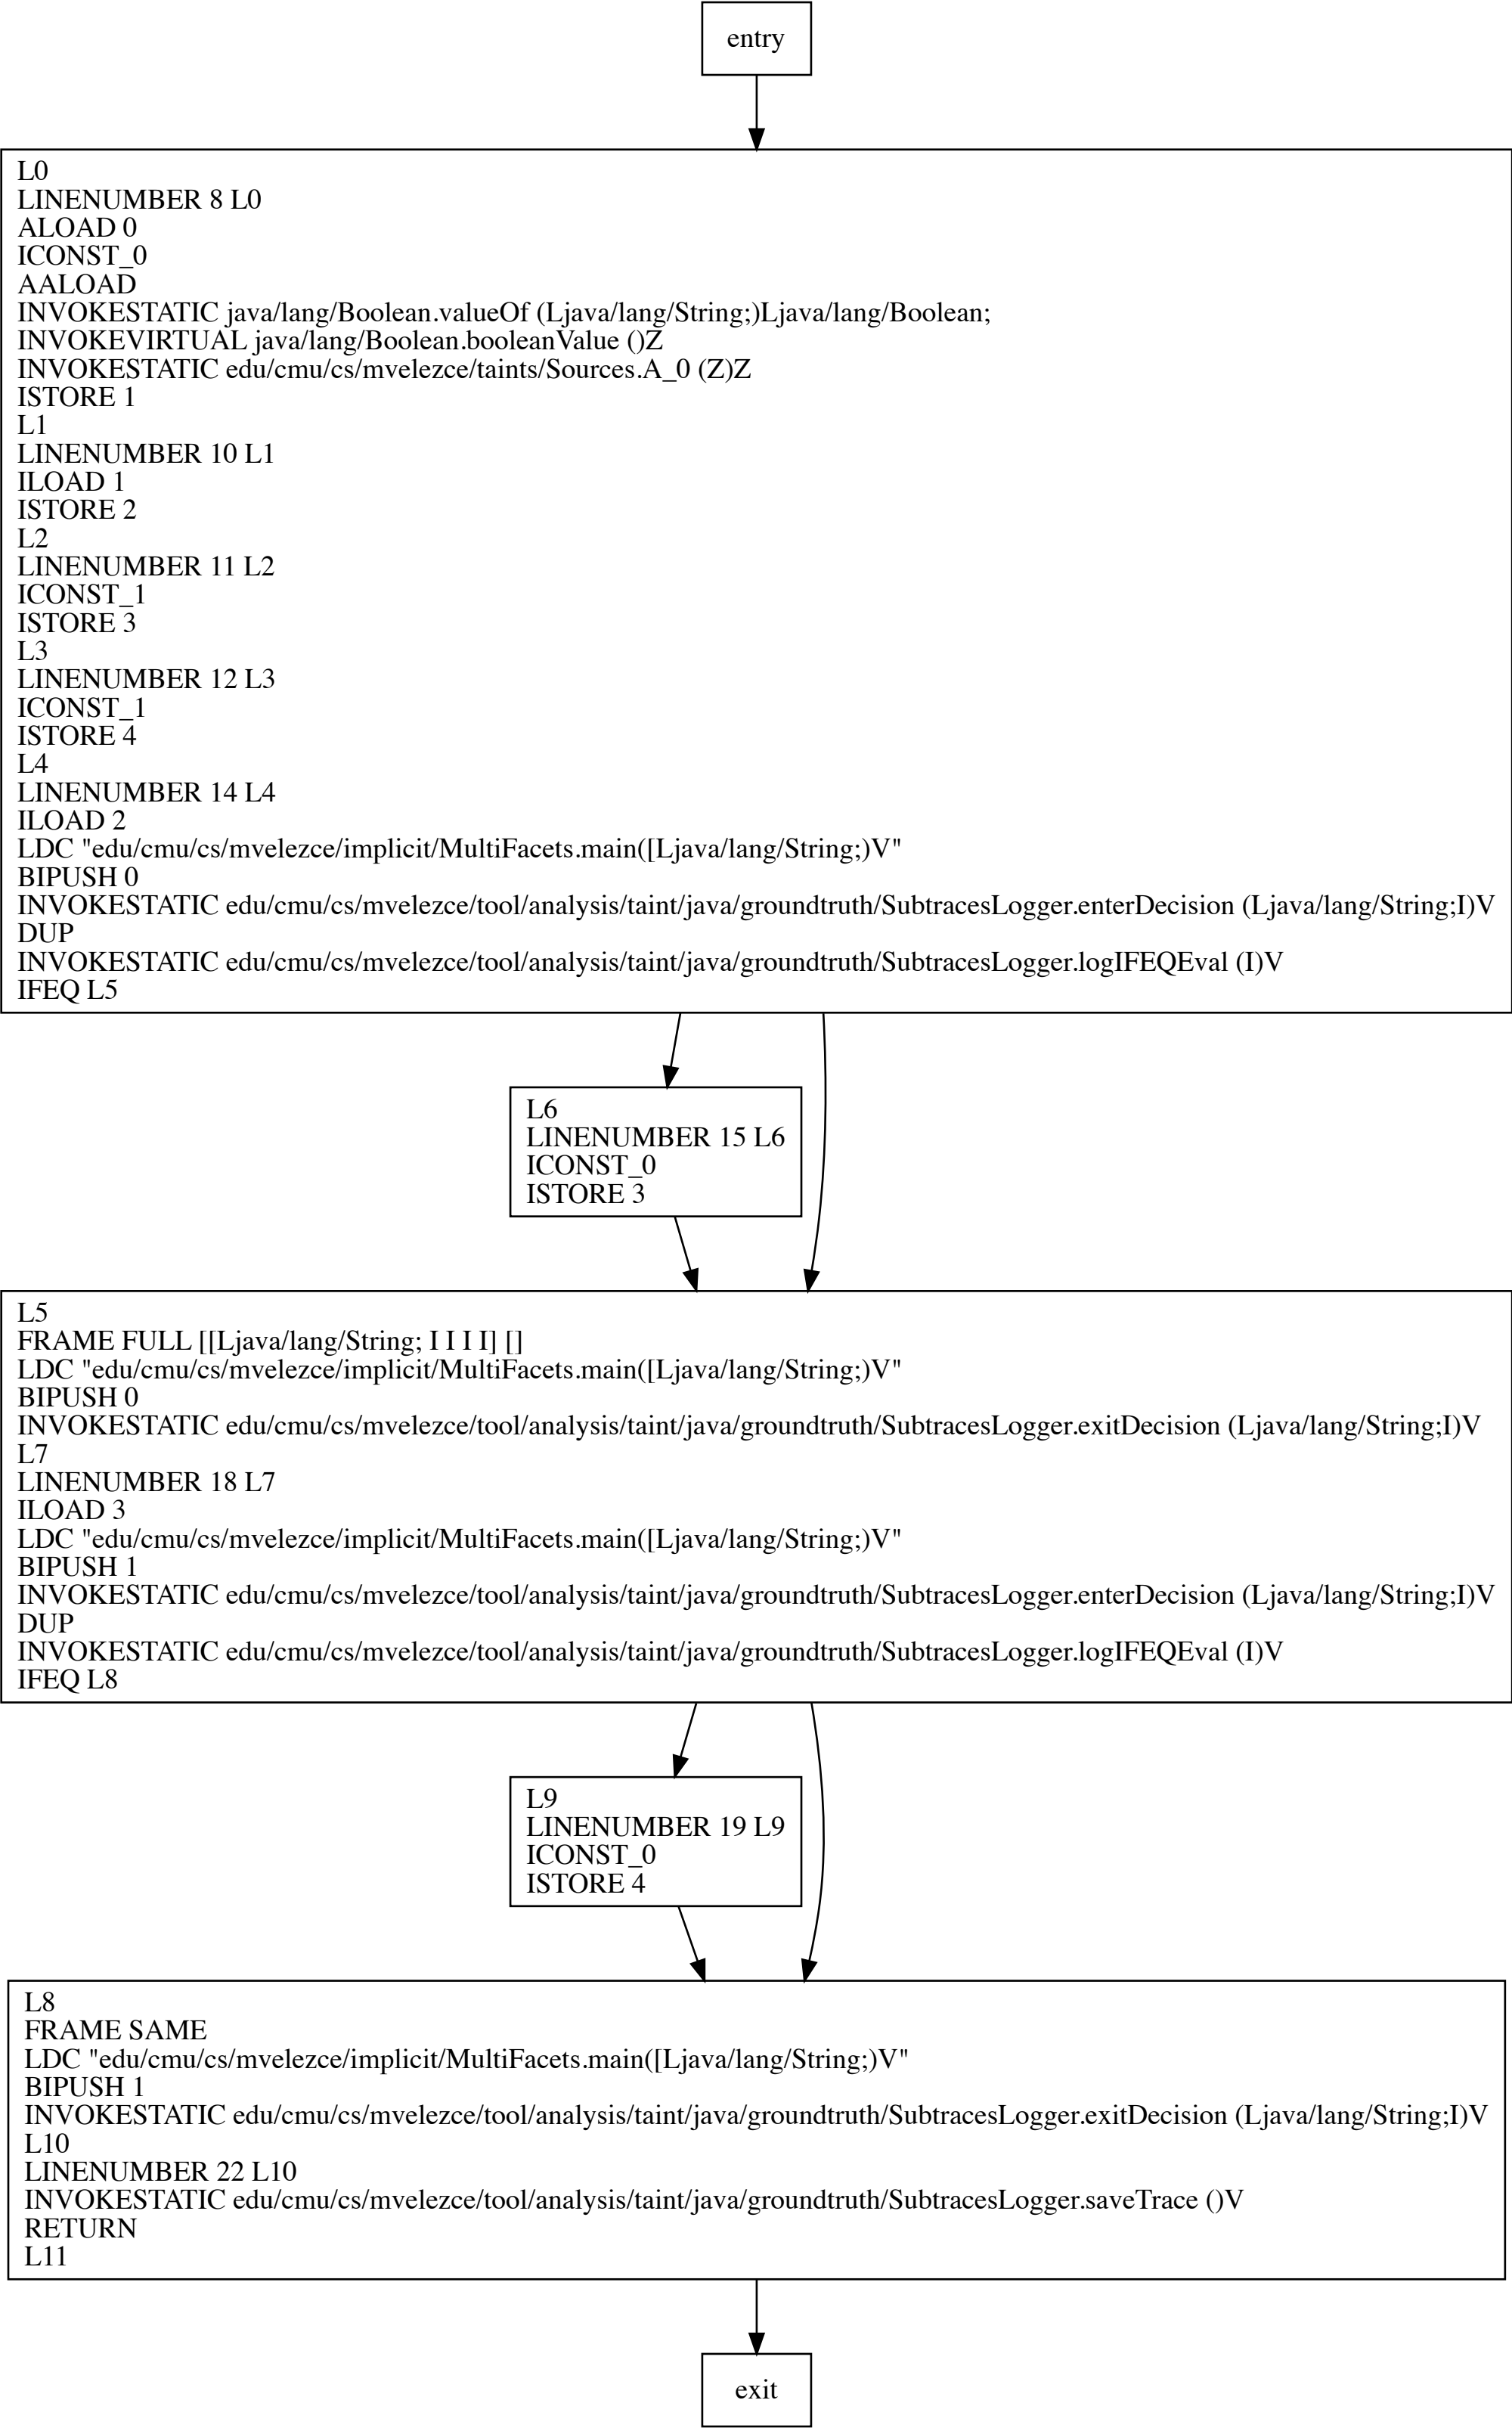 entry
L0
LINENUMBER 8 L0
ALOAD 0
ICONST_0
AALOAD
INVOKESTATIC java/lang/Boolean.valueOf (Ljava/lang/String;)Ljava/lang/Boolean;
INVOKEVIRTUAL java/lang/Boolean.booleanValue ()Z
INVOKESTATIC edu/cmu/cs/mvelezce/taints/Sources.A_0 (Z)Z
ISTORE 1
L1
LINENUMBER 10 L1
ILOAD 1
ISTORE 2
L2
LINENUMBER 11 L2
ICONST_1
ISTORE 3
L3
LINENUMBER 12 L3
ICONST_1
ISTORE 4
L4
LINENUMBER 14 L4
ILOAD 2
LDC "edu/cmu/cs/mvelezce/implicit/MultiFacets.main([Ljava/lang/String;)V"
BIPUSH 0
INVOKESTATIC edu/cmu/cs/mvelezce/tool/analysis/taint/java/groundtruth/SubtracesLogger.enterDecision (Ljava/lang/String;I)V
DUP
INVOKESTATIC edu/cmu/cs/mvelezce/tool/analysis/taint/java/groundtruth/SubtracesLogger.logIFEQEval (I)V
IFEQ L5
L6
LINENUMBER 15 L6
ICONST_0
ISTORE 3
L5
FRAME FULL [[Ljava/lang/String; I I I I] []
LDC "edu/cmu/cs/mvelezce/implicit/MultiFacets.main([Ljava/lang/String;)V"
BIPUSH 0
INVOKESTATIC edu/cmu/cs/mvelezce/tool/analysis/taint/java/groundtruth/SubtracesLogger.exitDecision (Ljava/lang/String;I)V
L7
LINENUMBER 18 L7
ILOAD 3
LDC "edu/cmu/cs/mvelezce/implicit/MultiFacets.main([Ljava/lang/String;)V"
BIPUSH 1
INVOKESTATIC edu/cmu/cs/mvelezce/tool/analysis/taint/java/groundtruth/SubtracesLogger.enterDecision (Ljava/lang/String;I)V
DUP
INVOKESTATIC edu/cmu/cs/mvelezce/tool/analysis/taint/java/groundtruth/SubtracesLogger.logIFEQEval (I)V
IFEQ L8
L9
LINENUMBER 19 L9
ICONST_0
ISTORE 4
L8
FRAME SAME
LDC "edu/cmu/cs/mvelezce/implicit/MultiFacets.main([Ljava/lang/String;)V"
BIPUSH 1
INVOKESTATIC edu/cmu/cs/mvelezce/tool/analysis/taint/java/groundtruth/SubtracesLogger.exitDecision (Ljava/lang/String;I)V
L10
LINENUMBER 22 L10
INVOKESTATIC edu/cmu/cs/mvelezce/tool/analysis/taint/java/groundtruth/SubtracesLogger.saveTrace ()V
RETURN
L11
exit